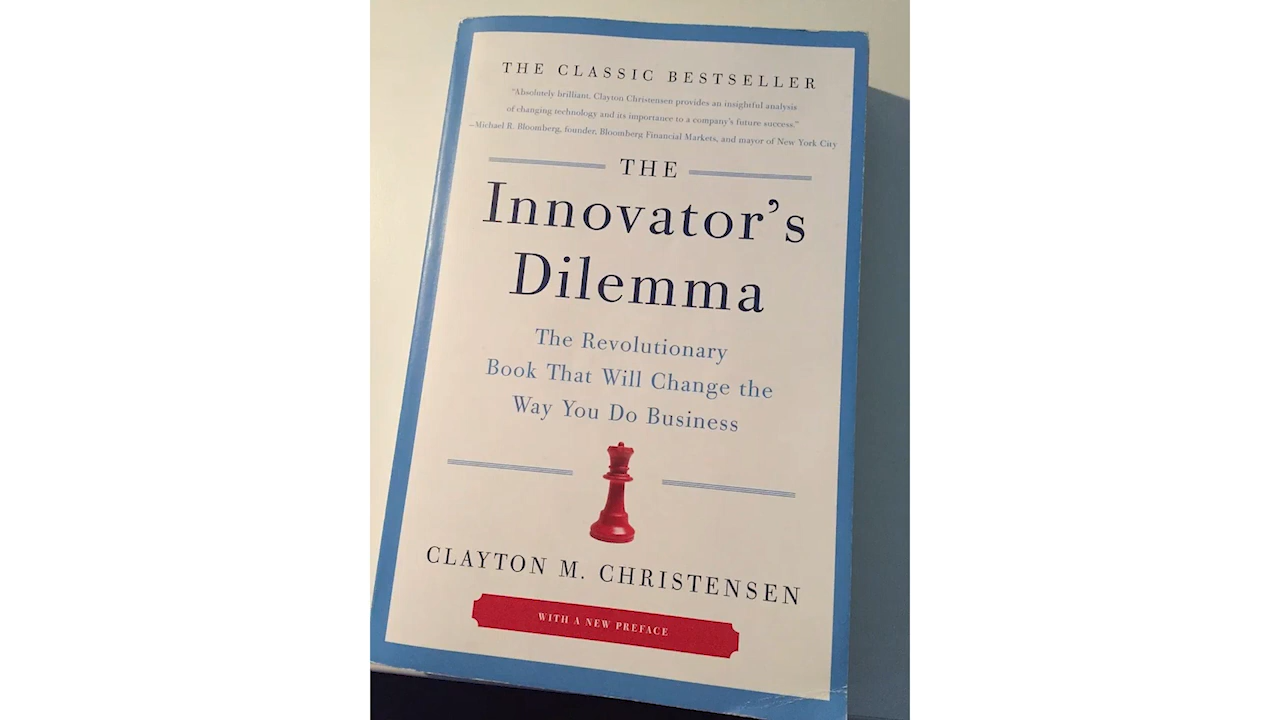 THE CLASSIC BESTSELLER
"Absolutely brilliant. Clayton Christensen provides an insightful analysis
of changing technology and its importance to a company's future success."
—Michael R. Bloomberg, founder, Bloomberg Financial Markets, and mayor of New York City
THE
Innovator's
Dilemma
The Revolutionary
Book That Will Change the
Way You Do Business
CLAYTON M. CHRISTENSEN
WITH A NEW PREFACE